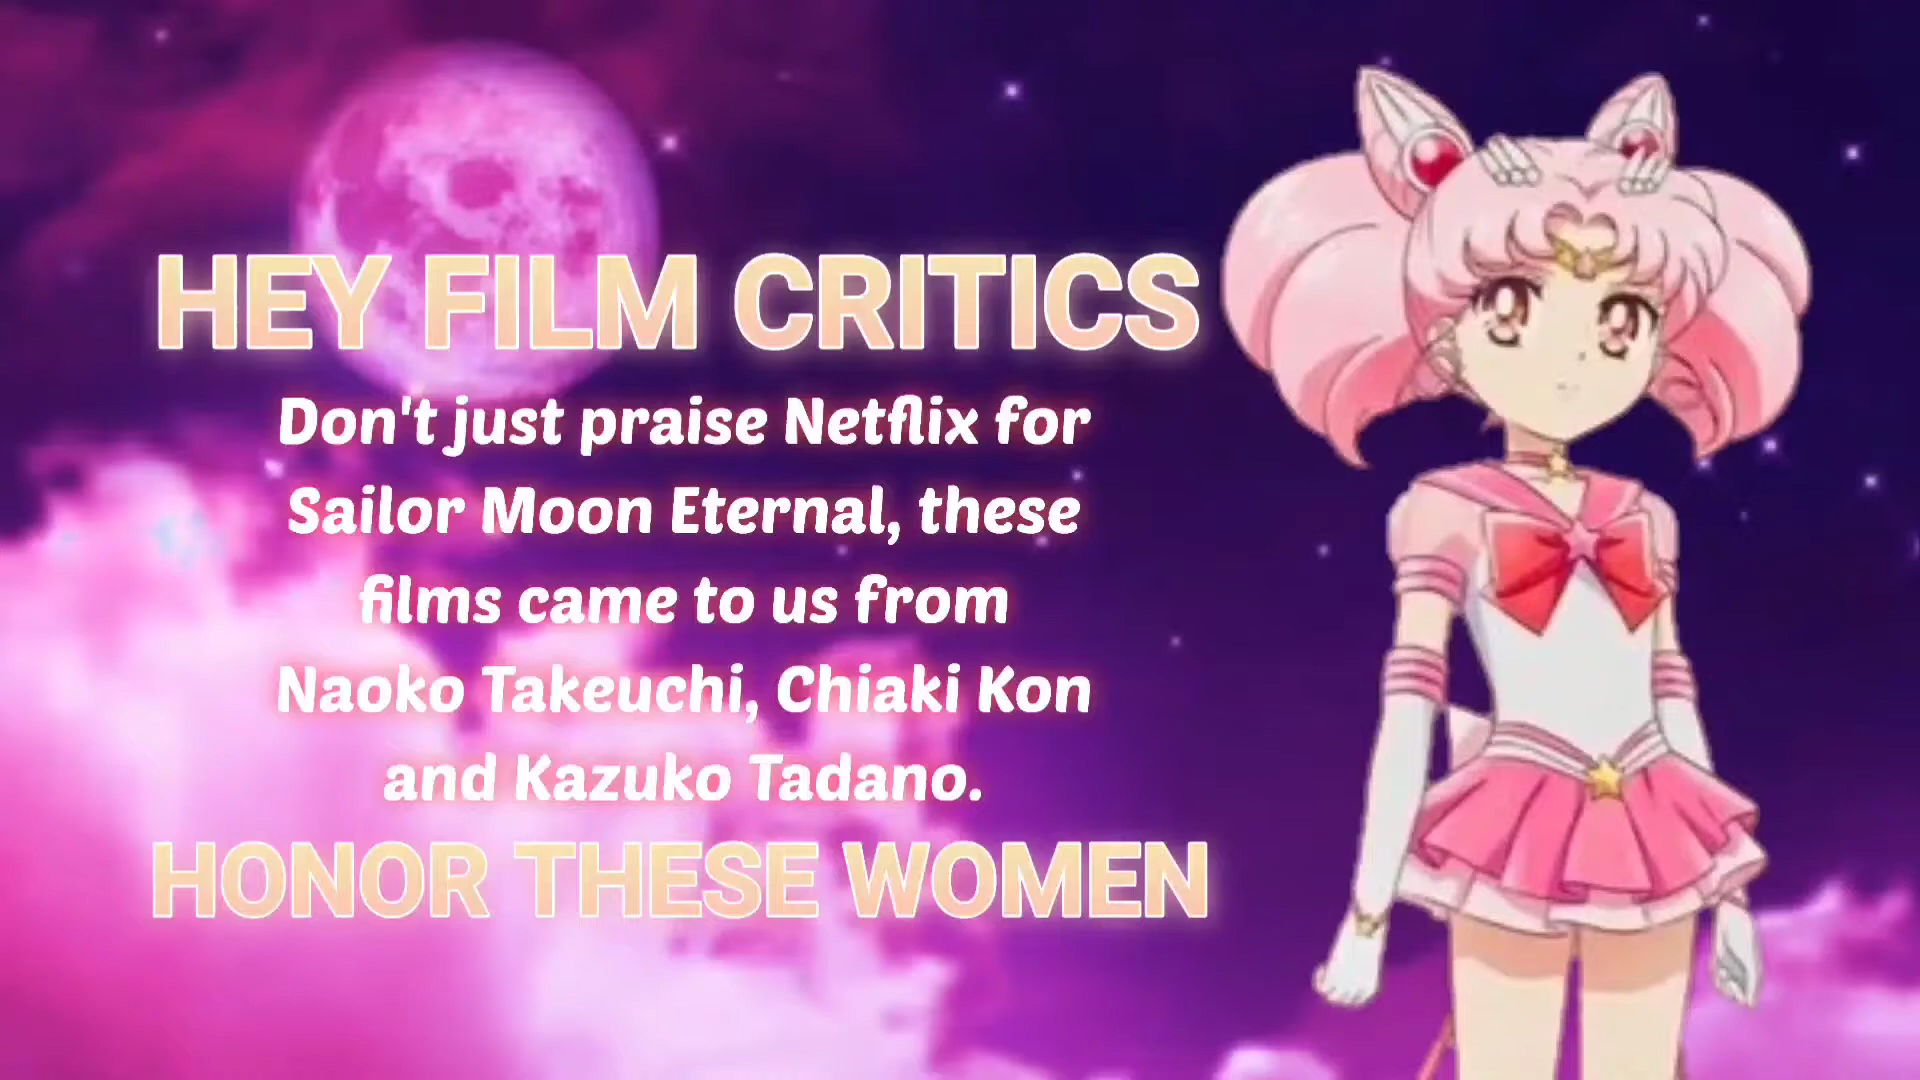 HEY FILM CRITICS
Don't just praise Netflix for
Sailor Moon Eternal, these
films came to us from
Naoko Takeuchi, Chiaki Kon
and Kazuko Tadano.
HONOR THESE WOMEN